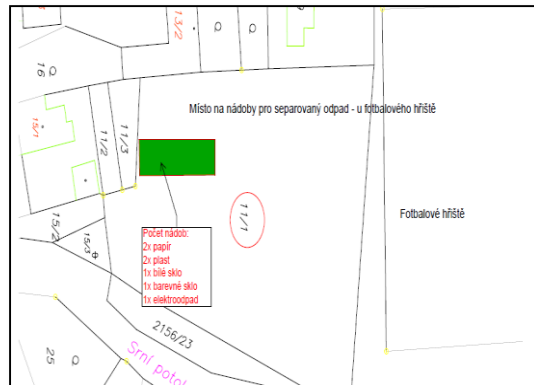 13/2
Q
Q
16
Q
Místo na nádoby pro separovaný odpad - u fotbalového hřiště
15/1
11/2
11/3
11/1
Fotbalové hřiště
15/2
15/3
Q
Počet nádob:
2x papír
2x plast
1x bílé sklo
1x barevné sklo
1x elektroodpad
2156/23
Srní potok
25
Q